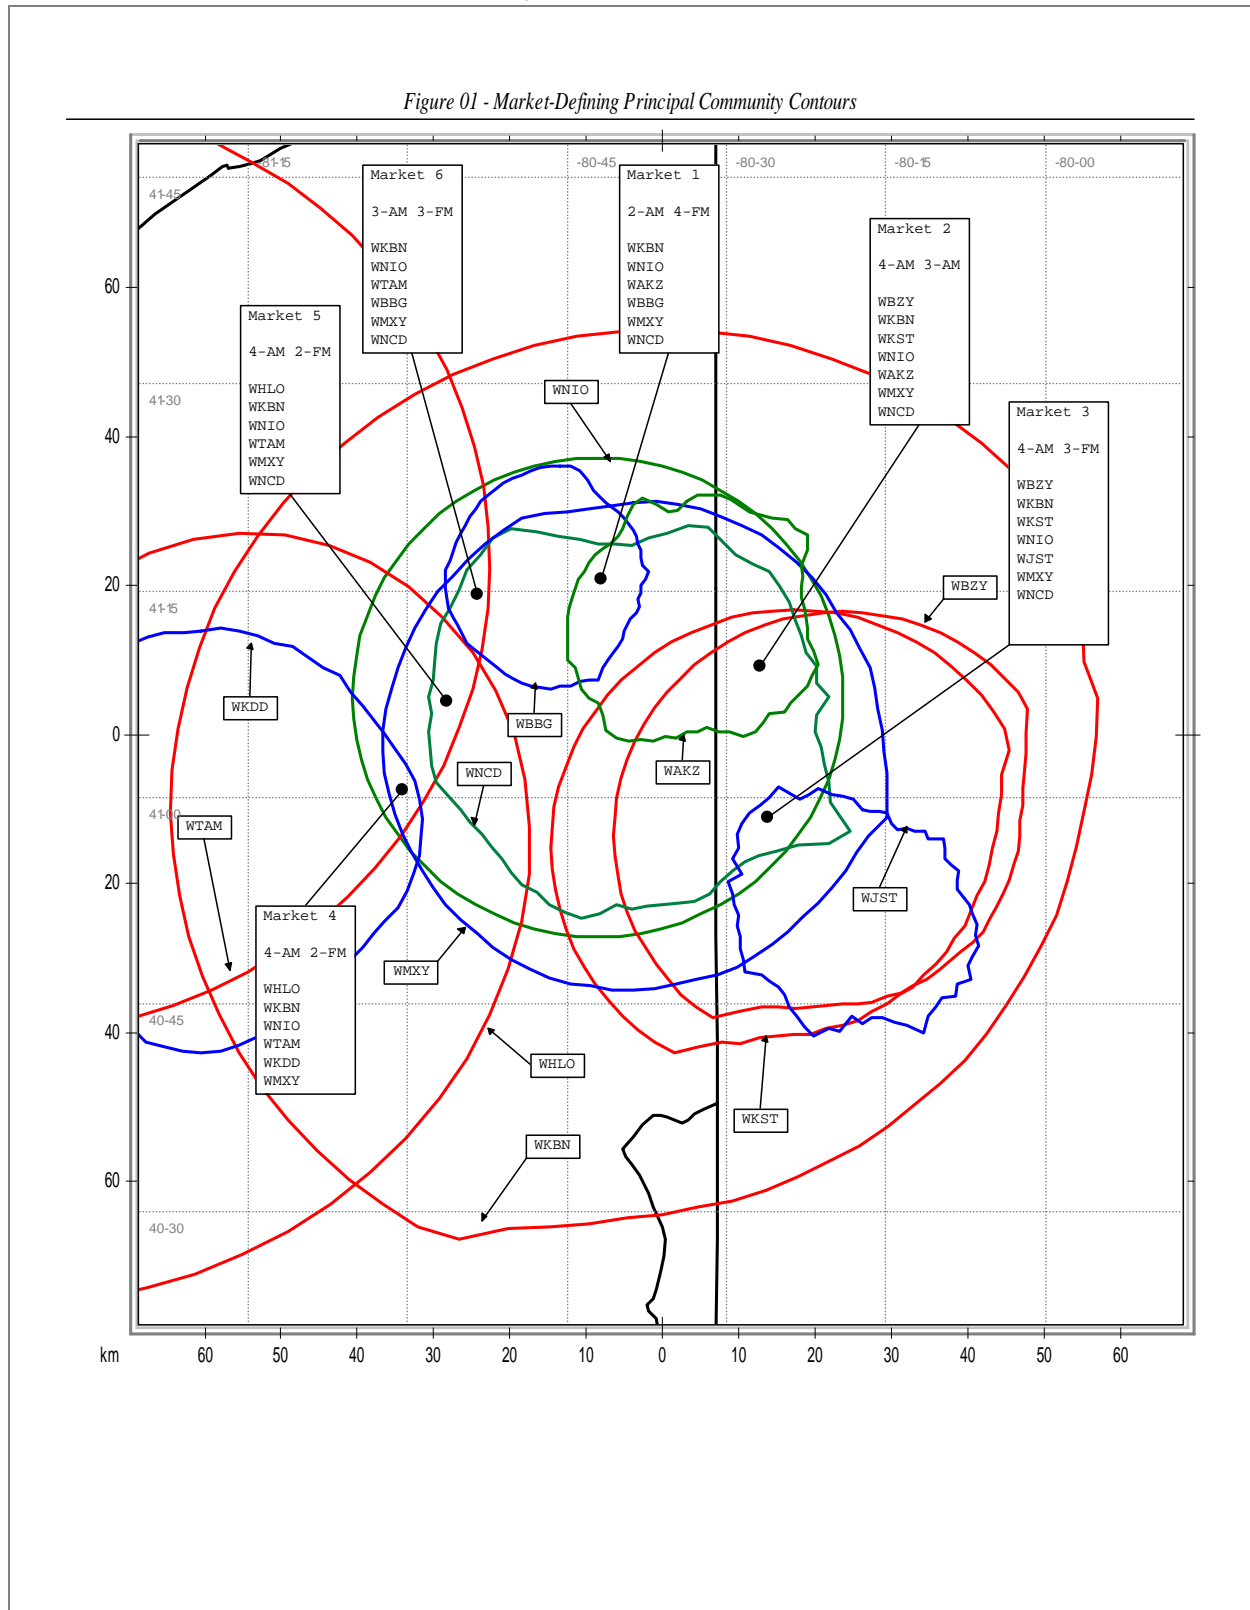 Figure 01 - Market-Defining Principal Community Contours
-81-15
-80-45
-80-30
-80-15
-80-00
41-45
41-30
41-15
41-00
40-45
40-30
Market 6
3-AM 3-FM
WKBN
WNIO
WTAM
WBBG
WMXY
WNCD
Market 1
2-AM 4-FM
WKBN
WNIO
WAKZ
WBBG
WMXY
WNCD
Market 2
4-AM 3-AM
WBZY
WKBN
WKST
WNIO
WAKZ
WMXY
WNCD
Market 5
4-AM 2-FM
WHLO
WKBN
WNIO
WTAM
WMXY
WNCD
Market 3
4-AM 3-FM
WBZY
WKBN
WKST
WNIO
WJST
WMXY
WNCD
WNIO
WBZY
WKDD
WBBG
WAKZ
WNCD
WTAM
WJST
Market 4
4-AM 2-FM
WHLO
WKBN
WNIO
WTAM
WKDD
WMXY
WMXY
WHLO
WKST
WKBN
60
40
20
0
20
40
60
km
60
50
40
30
20
10
0
10
20
30
40
50
60